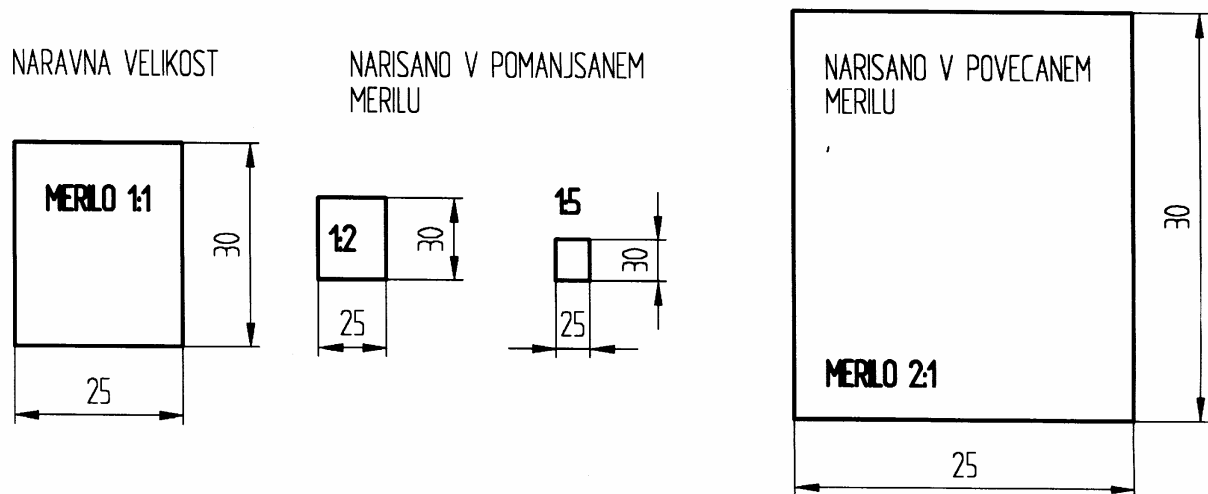 NARAVNA VELIKOST
MERILO 1:1
30
25
NARISANO V POMANJSANEM
MERILU
1:2
30
25
1:5
30
25
NARISANO V POVECANEM
MERILU
MERILO 2:1
30
25